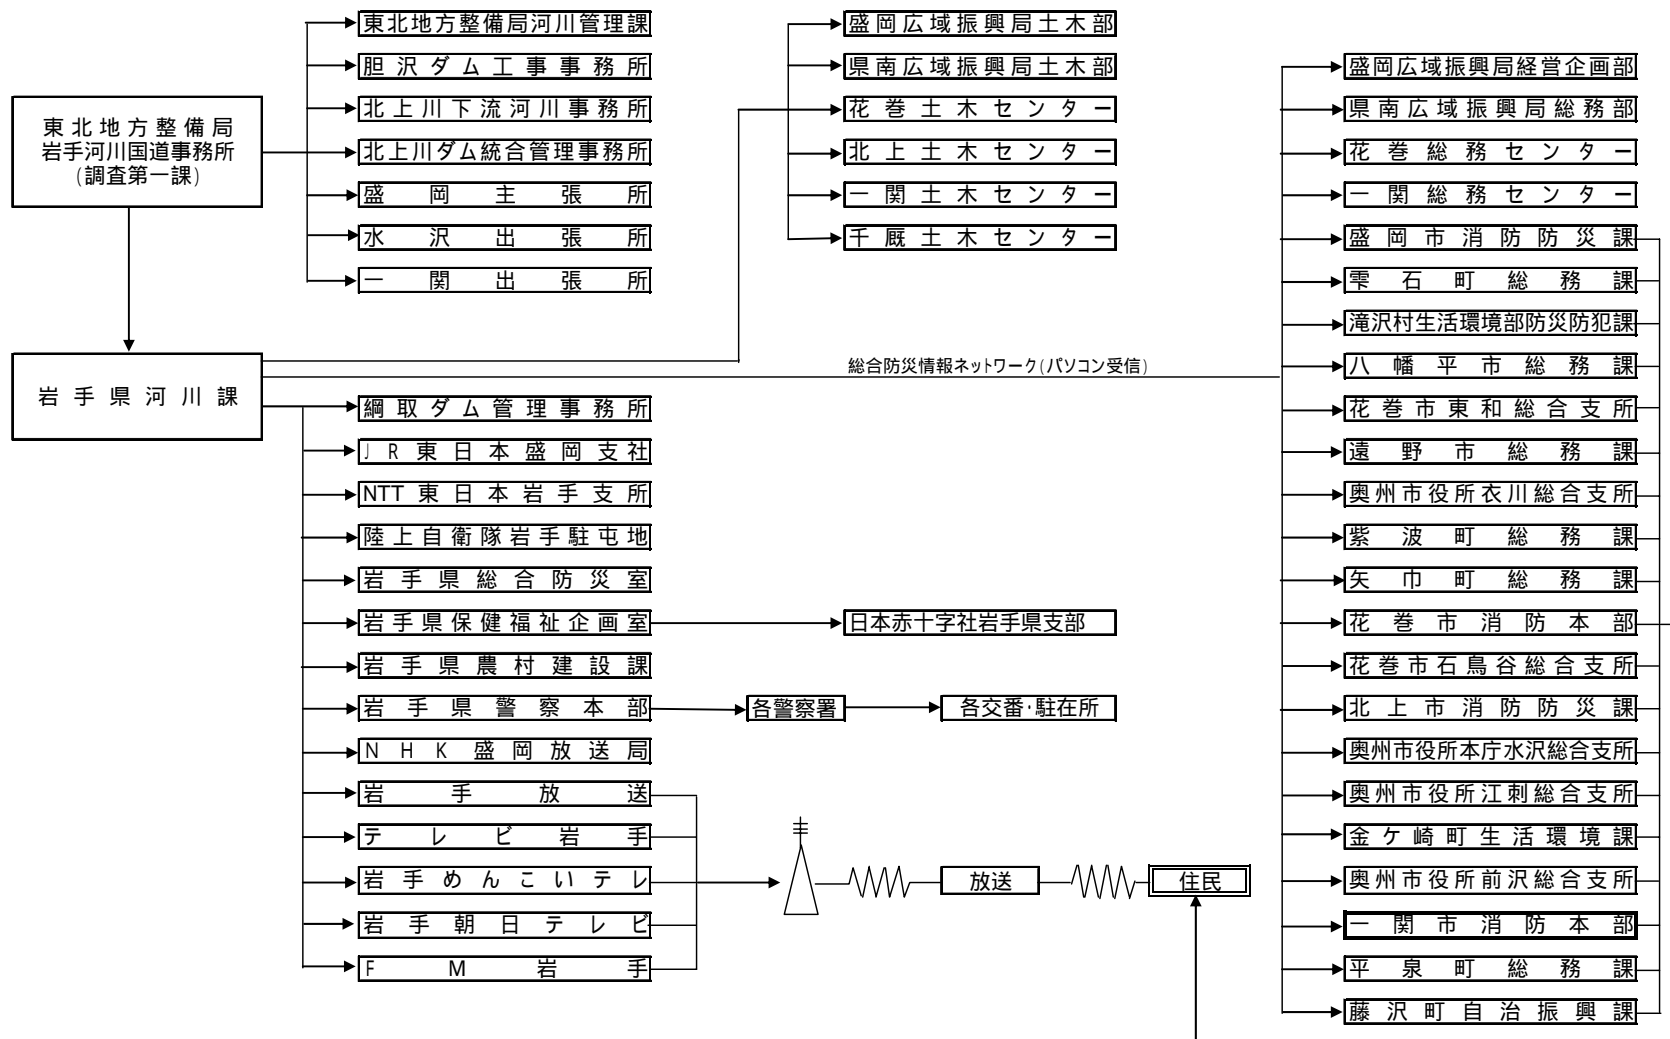 東北地方整備局
岩手河川国道事務所
(調査第一課)
東北地方整備局河川管理課
胆沢ダム工事事務所
北上川下流河川事務所
北上川ダム統合管理事務所
盛岡主張所
水沢出張所
一関出張所
盛岡広域振興局土木部
県南広域振興局土木部
花巻土木センター
北上土木センター
一関土木センター
千厩土木センター
岩手県河川課
総合防災情報ネットワーク(パソコン受信)
綱取ダム管理事務所
JR東日本盛岡支社
NTT東日本岩手支所
陸上自衛隊岩手駐屯地
岩手県総合防災室
岩手県保健福祉企画室
日本赤十字社岩手県支部
岩手県農村建設課
岩手県警察本部
各警察署
各交番・駐在所
NHK盛岡放送局
岩手放送
テレビ岩手
岩手めんこいテレ
岩手朝日テレビ
FM岩手
放送
住民
盛岡広域振興局経営企画部
県南広域振興局総務部
花巻総務センター
一関総務センター
盛岡市消防防災課
雫石町総務課
滝沢村生活環境部防災防犯課
八幡平市総務課
花巻市東和総合支所
遠野市総務課
奥州市役所衣川総合支所
紫波町総務課
矢巾町総務課
花巻市消防本部
花巻市石鳥谷総合支所
北上市消防防災課
奥州市役所本庁水沢総合支所
奥州市役所江刺総合支所
金ケ崎町生活環境課
奥州市役所前沢総合支所
一関市消防本部
平泉町総務課
藤沢町自治振興課